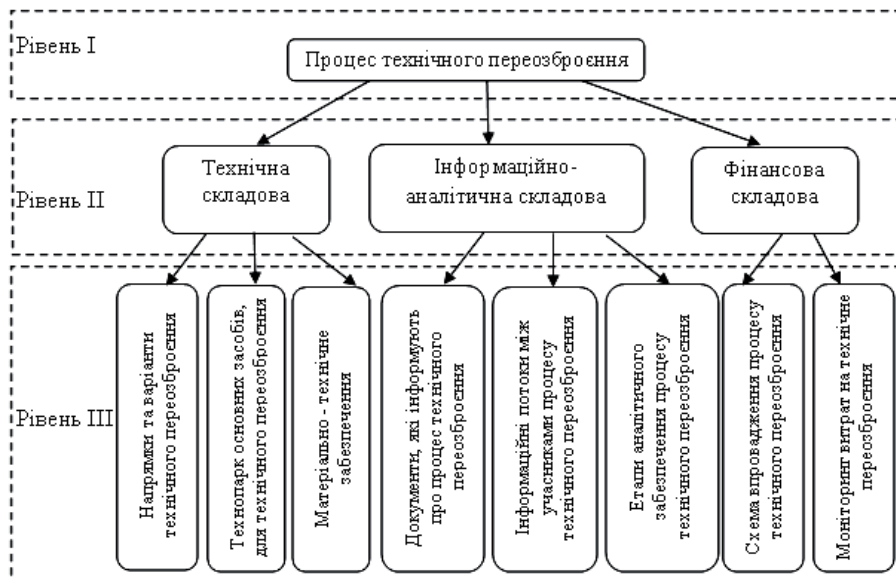 Рівень I
Процес технічного переозброєння
Рівень II
Технічна
складова
Інформаційно-
аналітична складова
Фінансова
складова
Рівень III
Напрямки та варіанти
технічного переозброєння
Технопарк основних засобів,
для технічного переозброєння
Матеріально - технічне
забезпечення
Документи, які інформують
про процес технічного
переозброєння
Інформаційні потоки між
учасниками процесу
технічного переозброєння
Етапи аналітичного
забезпечення процесу
технічного переозброєння
Схема впровадження процесу
технічного переозброєння
Моніторинг витрат на технічне
переозброєння